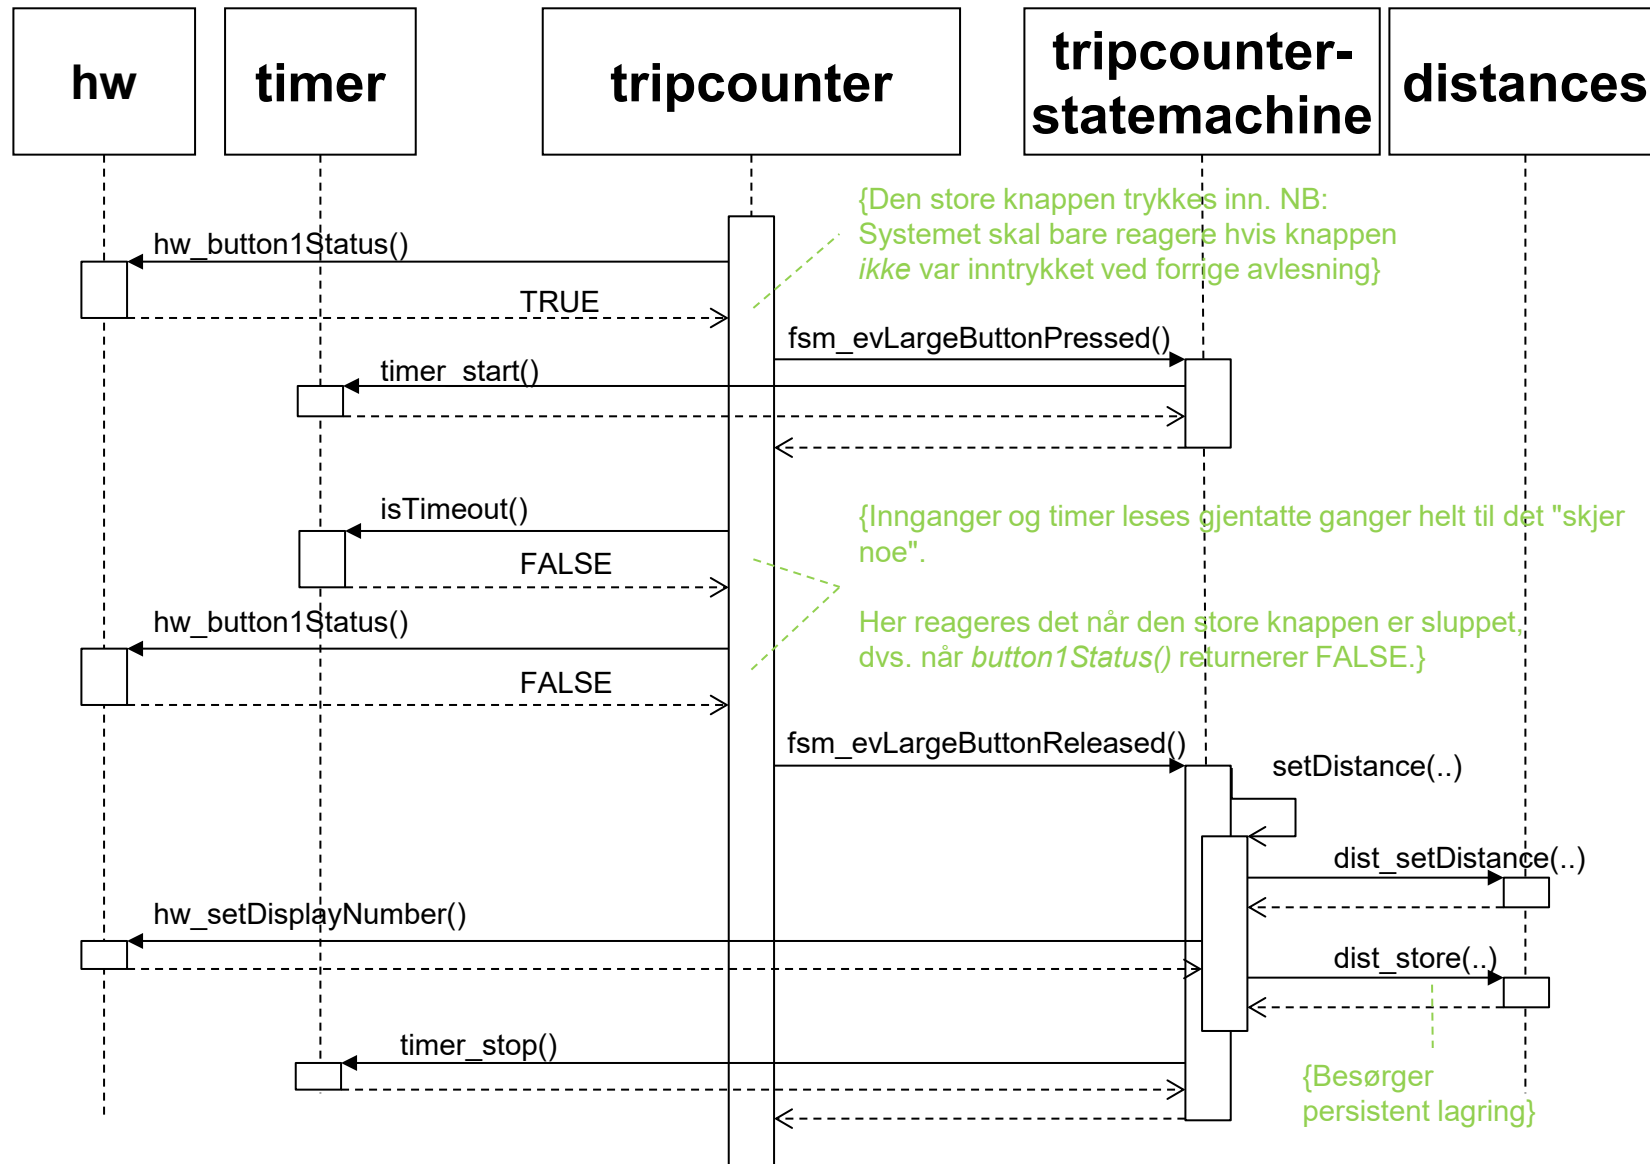 hw
timer
tripcounter
tripcounter-
statemachine
distances
{Den store knappen trykkes inn. NB:
Systemet skal bare reagere hvis knappen
ikke var inntrykket ved forrige avlesning}
hw_button1Status()
TRUE
fsm_evLargeButtonPressed()
timer_start()
isTimeout()
{Innganger og timer leses gjentatte ganger helt til det "skjer
noe".
FALSE
hw_button1Status()
Her reageres det når den store knappen er sluppet,
dvs. når button1Status() returnerer FALSE.}
FALSE
fsm_evLargeButtonReleased()
setDistance(..)
dist_setDistance(..)
hw_setDisplayNumber()
dist_store(..)
timer_stop()
{Besørger
persistent lagring}